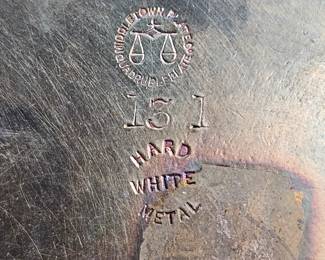 MIDDLETOWN PLATE CO
QUADRUPLE PLATE
131
HARD
WHITE
METAL